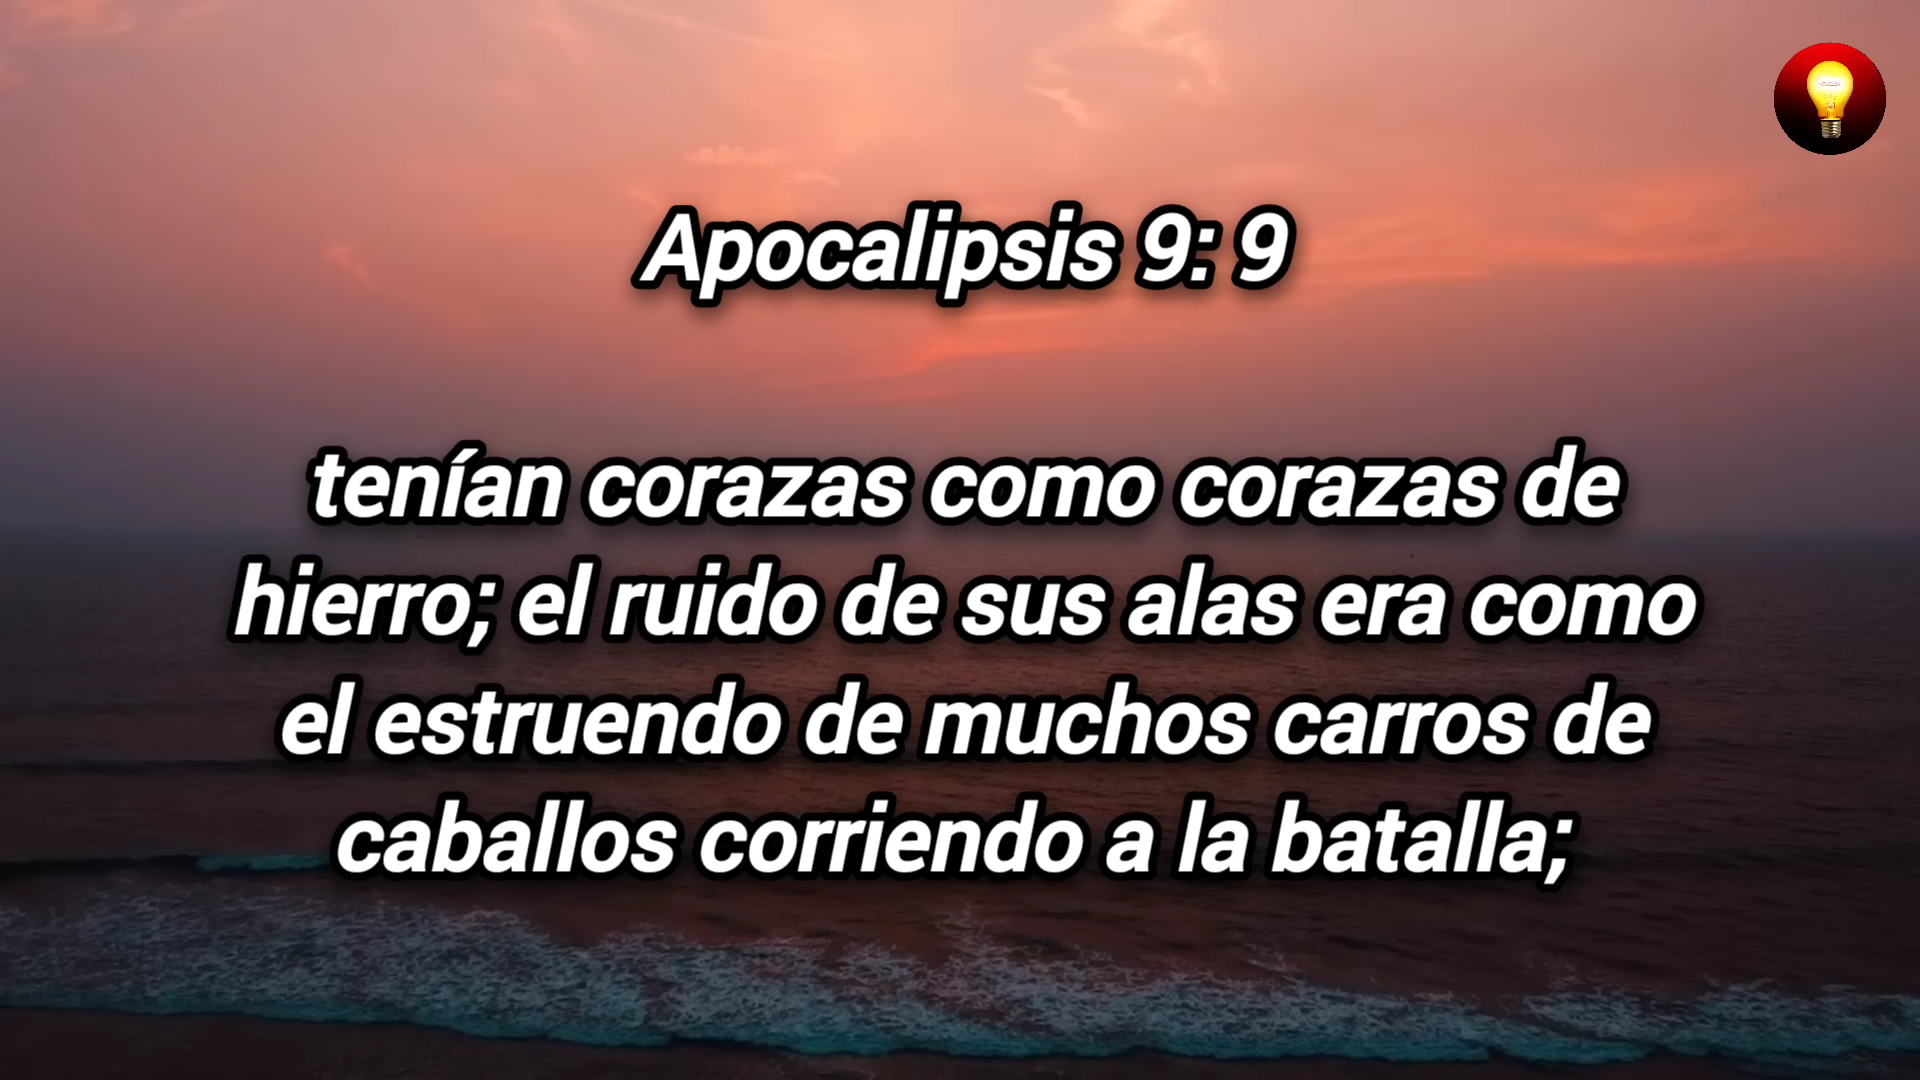 Apocalipsis 9: 9
tenían corazas como corazas de
hierro; el ruido de sus alas era como
el estruendo de muchos carros de
caballos corriendo a la batalla;